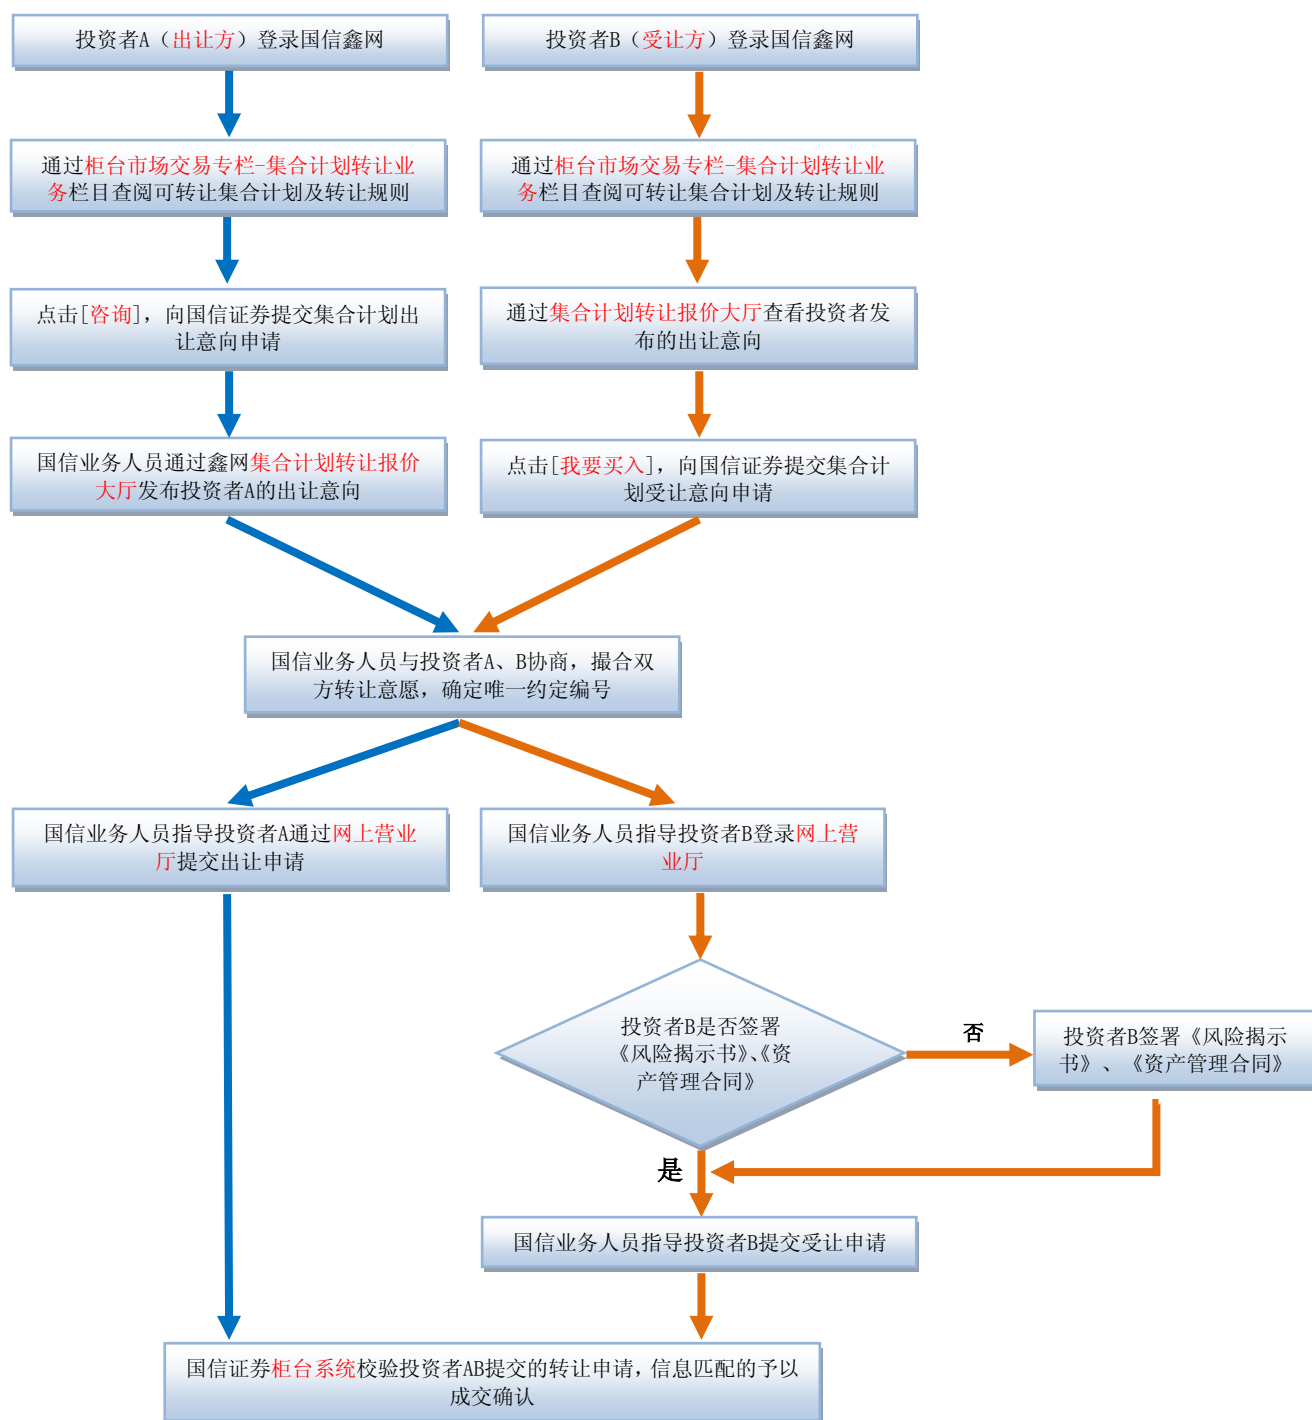 投资者A（出让方）登录国信鑫网
投资者B（受让方）登录国信鑫网
通过柜台市场交易专栏-集合计划转让业
务栏目查阅可转让集合计划及转让规则
通过柜台市场交易专栏-集合计划转让业
务栏目查阅可转让集合计划及转让规则
点击[咨询]，向国信证券提交集合计划出
让意向申请
通过集合计划转让报价大厅查看投资者发
布的出让意向
国信业务人员通过鑫网集合计划转让报价
大厅发布投资者A的出让意向
点击[我要买入]，向国信证券提交集合计
划受让意向申请
国信业务人员与投资者A、B协商，撮合双
方转让意愿，确定唯一约定编号
国信业务人员指导投资者A通过网上营业
厅提交出让申请
国信业务人员指导投资者B登录网上营
业厅
投资者B是否签署
《风险揭示书》、《资
产管理合同》
否
投资者B签署《风险揭示
书》、《资产管理合同》
是
国信业务人员指导投资者B提交受让申请
国信证券柜台系统校验投资者AB提交的转让申请，信息匹配的予以
成交确认